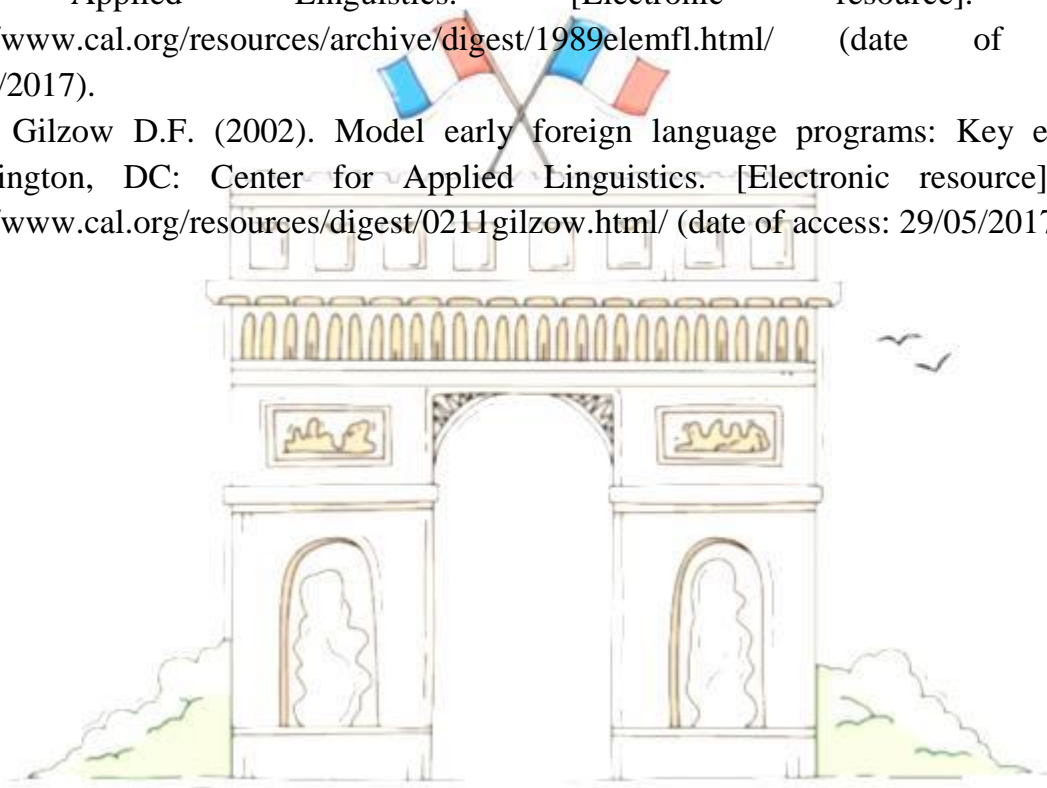 Applied Linguistics. [Electronic resource].
/www.cal.org/resources/archive/digest/1989elemfl.html/ (date of
/2017).
Gilzow D.F. (2002). Model early foreign language programs: Key e
ington, DC: Center for Applied Linguistics. [Electronic resource]
/www.cal.org/resources/digest/0211gilzow.html/ (date of access: 29/05/2017